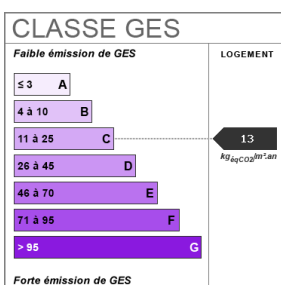 CLASSE GES
Faible émission de GES
LOGEMENT
≤ 3 A
4 à 10 B
11 à 25 C
13
kgéqCO2/m².an
26 à 45 D
46 à 70 E
71 à 95 F
> 95 G
Forte émission de GES